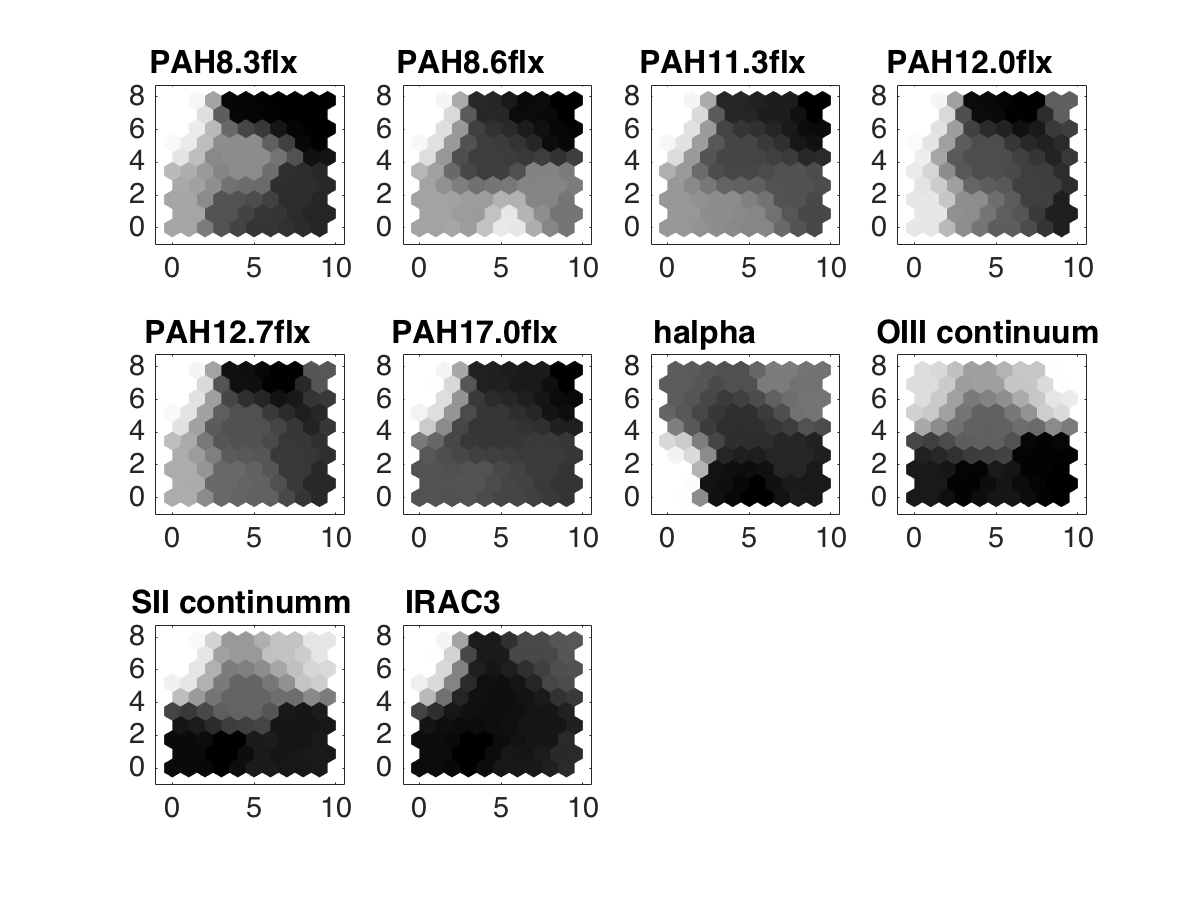 PAH8.3flx PAH8.6flx PAH11.3flx PAH12.0flx
8 8 8 8
6 6 6 6
4 4 4 4
2 2 2 2
0 0 0 0
0 5 10 0 5 10 0 5 10 0 5 10
PAH12.7flx PAH17.0flx halpha OIII continuum
8 8 8 8
6 6 6 6
4 4 4 4
2 2 2 2
0 0 0 0
0 5 10 0 5 10 0 5 10 0 5 10
SII continumm IRAC3
8 8
6 6
4 4
2 2
0 0
0 5 10 0 5 10